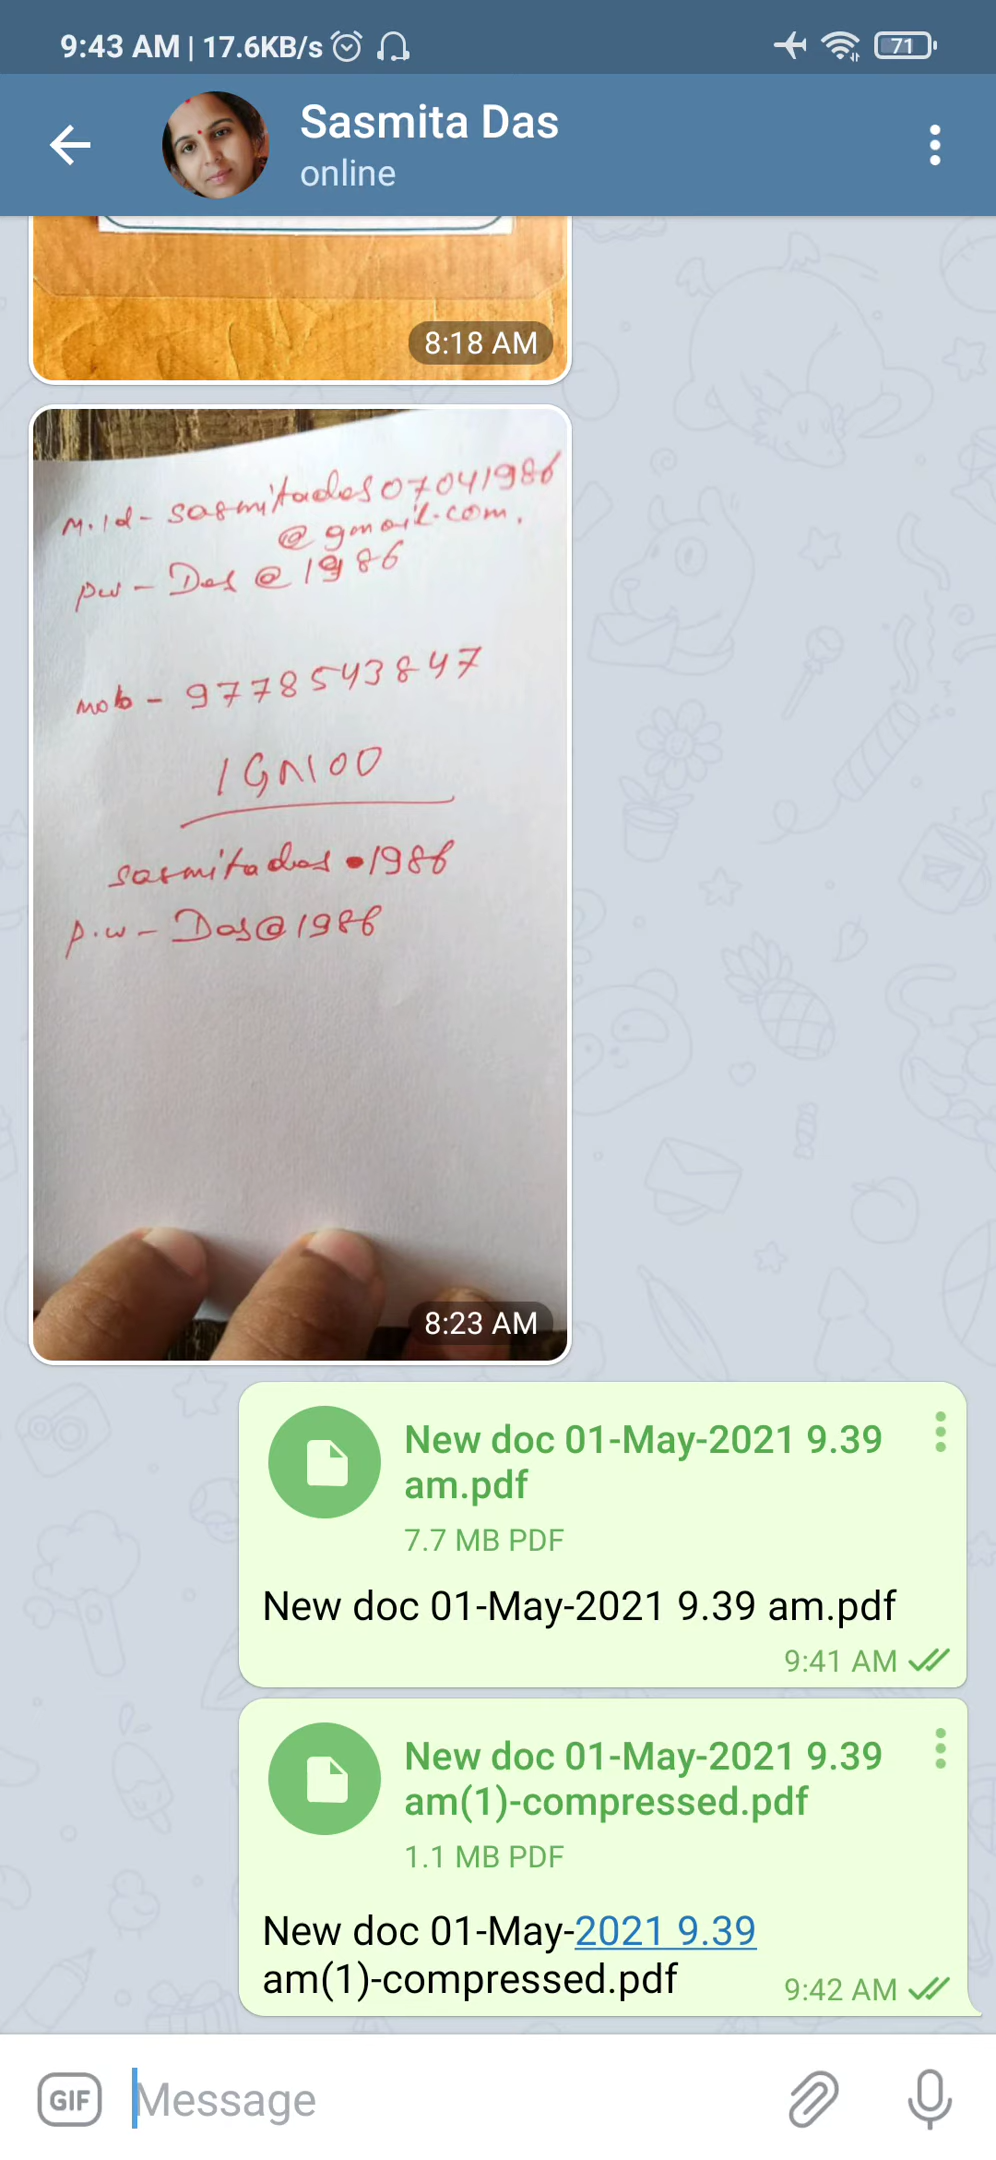 9:43 AM | 17.6KB/s
71
Sasmita Das
online
8:18 AM
M.Id- sasmitadas07041986
@gmail.com.
pw - Das@1986
mob - 9778543847
IGNOO
sasmitadas.1986
p.w - Das@1986
8:23 AM
New doc 01-May-2021 9.39
am.pdf
7.7 MB PDF
New doc 01-May-2021 9.39 am.pdf
9:41 AM
New doc 01-May-2021 9.39
am(1)-compressed.pdf
1.1 MB PDF
New doc 01-May-2021 9.39
am(1)-compressed.pdf
9:42 AM
GIF
Message